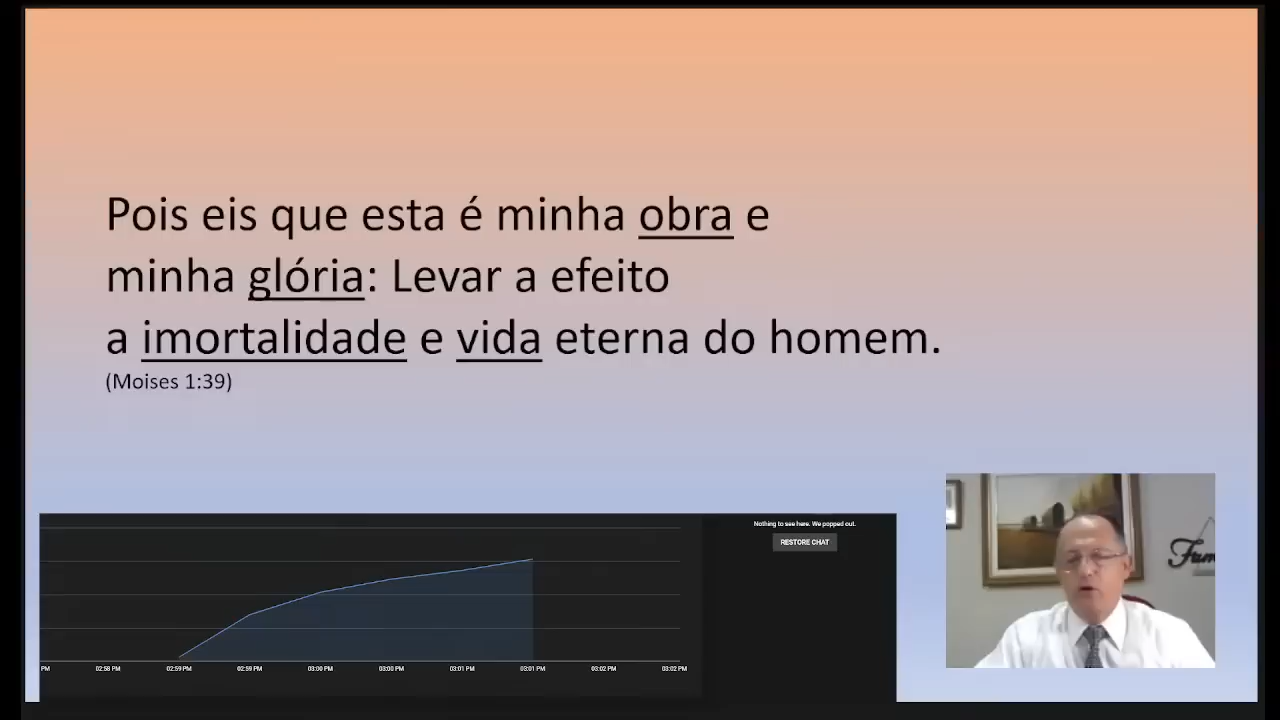 Pois eis que esta é minha obra e
minha glória: Levar a efeito
a imortalidade e vida eterna do homem.
(Moises 1:39)
Nothing to see here. We popped out.
RESTORE CHAT
PM 02:58 PM 02:59 PM 02:59 PM 03:00 PM 03:00 PM 03:01 PM 03:01 PM 03:02 PM 03:02 PM